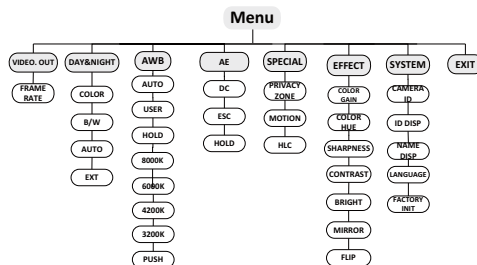 Menu
VIDEO. OUT
FRAME
RATE
DAY&NIGHT
COLOR
B/W
AUTO
EXT
AWB
AUTO
USER
HOLD
8000K
6000K
4200K
3200K
PUSH
AE
DC
ESC
HOLD
SPECIAL
PRIVACY
ZONE
MOTION
HLC
EFFECT
COLOR
GAIN
COLOR
HUE
SHARPNESS
CONTRAST
BRIGHT
MIRROR
FLIP
SYSTEM
CAMERA
ID
ID DISP
NAME
DISP
LANGUAGE
FACTORY
INIT
EXIT